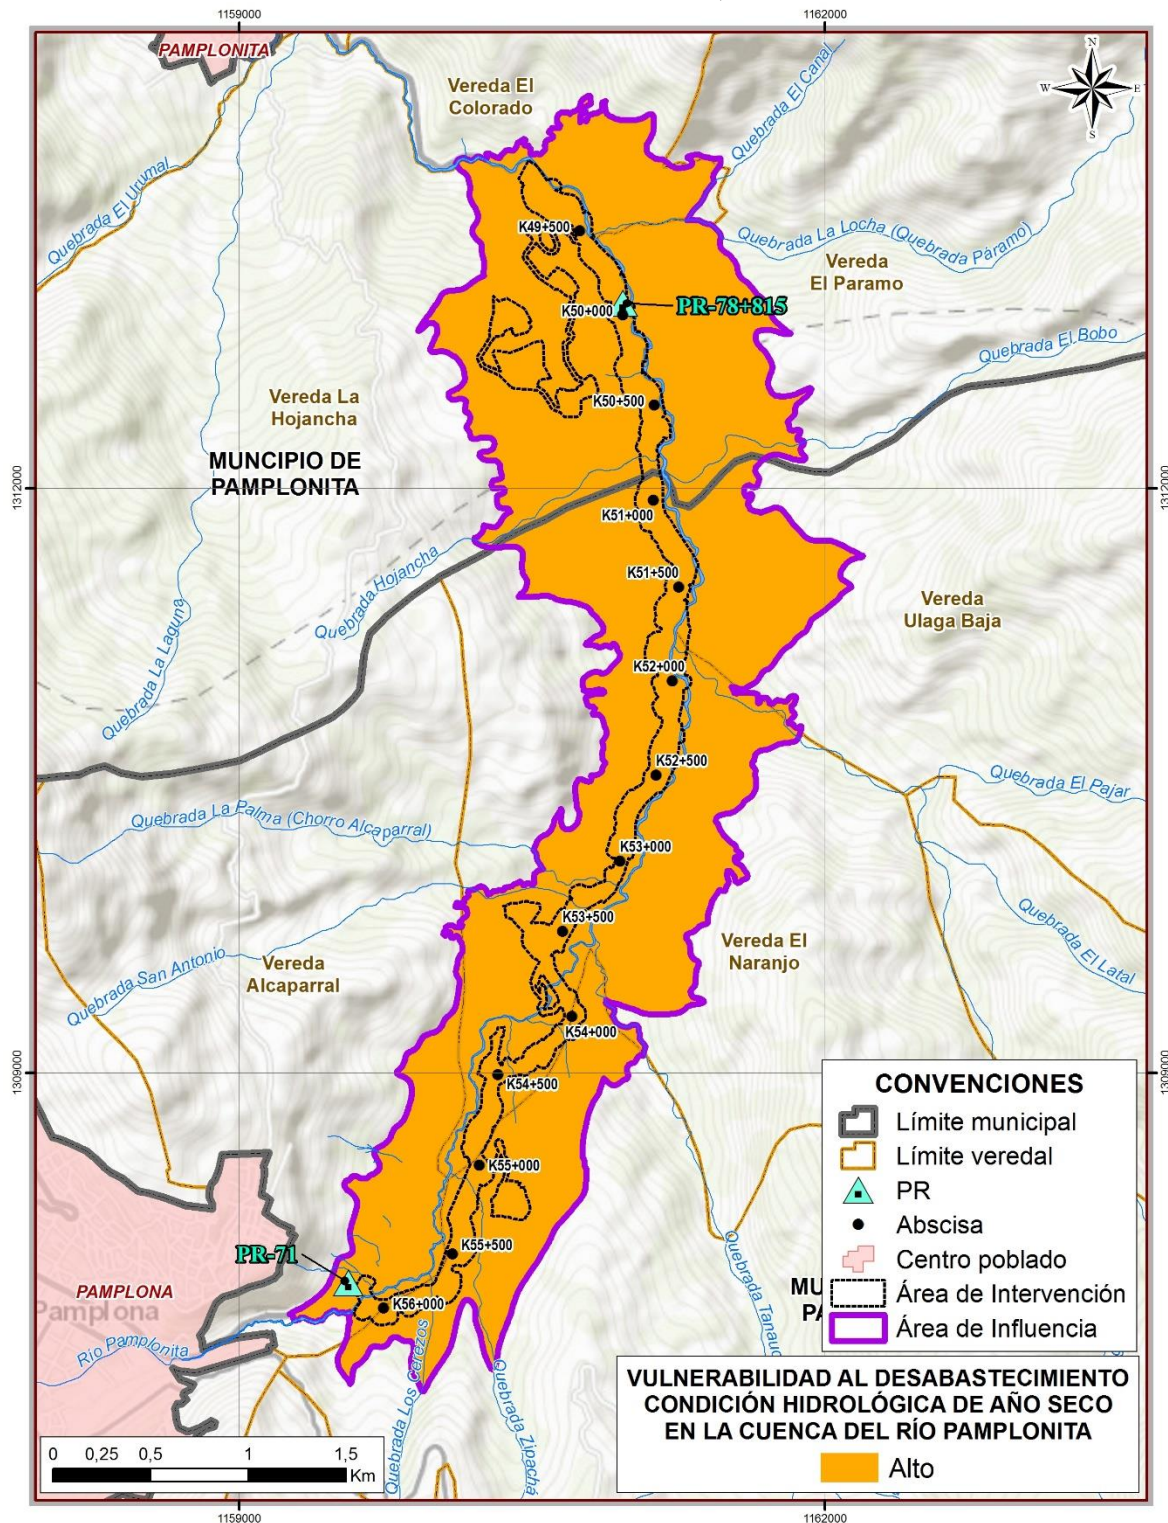 1159000
1162000
PAMPLONITA
Vereda El
Colorado
N
W
E
S
Quebrada El Canal
Quebrada El Urumal
K49+500
Quebrada La Locha (Quebrada Páramo)
Vereda
El Paramo
K50+000
PR-78+815
Quebrada El Bobo
Vereda La
Hojancha
K50+500
MUNCIPIO DE
PAMPLONITA
1312000
1312000
K51+000
Quebrada Hojancha
K51+500
Vereda
Ulaga Baja
Quebrada La Laguna
K52+000
K52+500
Quebrada El Pajar
Quebrada La Palma (Chorro Alcaparral)
K53+000
K53+500
Quebrada El Latal
Vereda El
Naranjo
Quebrada San Antonio
Vereda
Alcaparral
K54+000
1309000
1309000
K54+500
K55+000
K55+500
PR-71
PAMPLONA
Pamplona
K56+000
Río Pamplonita
Quebrada Los Cerezos
Quebrada Zipachá
Quebrada Tanauc
MU
PA
CONVENCIONES
Límite municipal
Límite veredal
PR
Abscisa
Centro poblado
Área de Intervención
Área de Influencia
VULNERABILIDAD AL DESABASTECIMIENTO
CONDICIÓN HIDROLÓGICA DE AÑO SECO
EN LA CUENCA DEL RÍO PAMPLONITA
Alto
0 0,25 0,5 1 1,5
Km
1159000
1162000